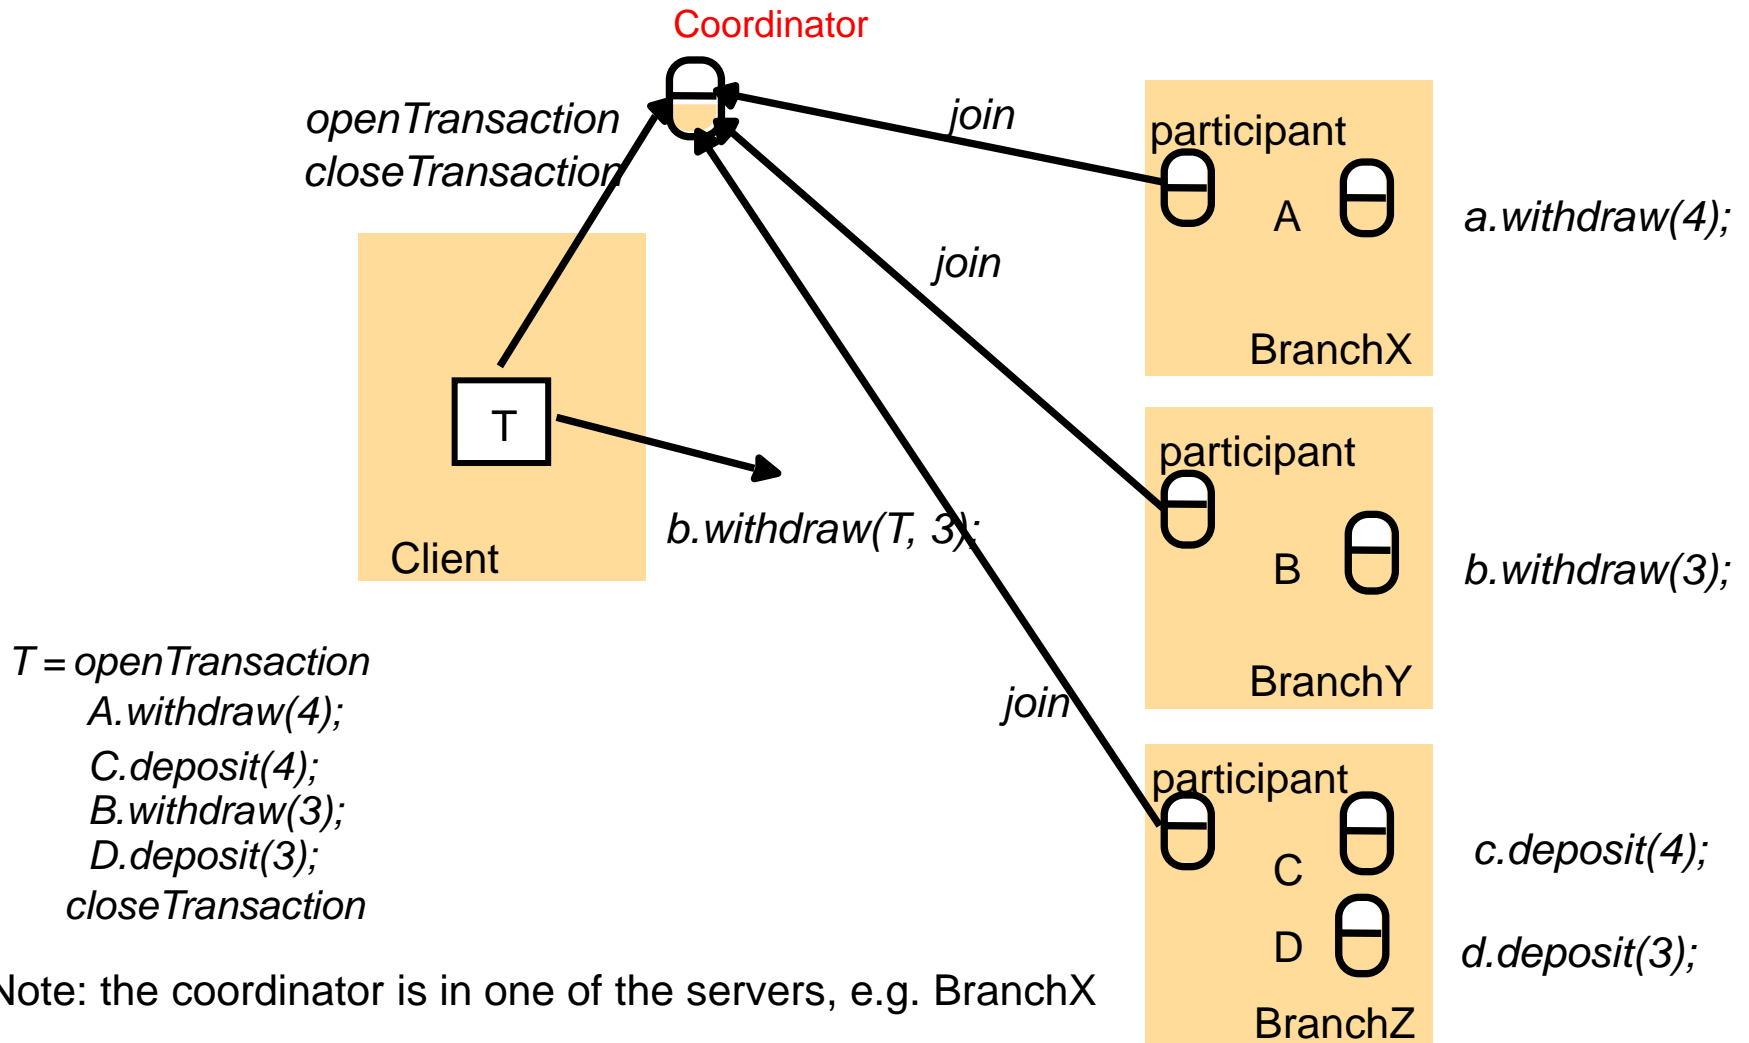 Coordinator
openTransaction
closeTransaction
join
participant
A
a.withdraw(4);
BranchX
join
T
Client
b.withdraw(T, 3);
participant
B
b.withdraw(3);
BranchY
join
participant
C
c.deposit(4);
D
d.deposit(3);
BranchZ
T = openTransaction
A.withdraw(4);
C.deposit(4);
B.withdraw(3);
D.deposit(3);
closeTransaction
Note: the coordinator is in one of the servers, e.g. BranchX